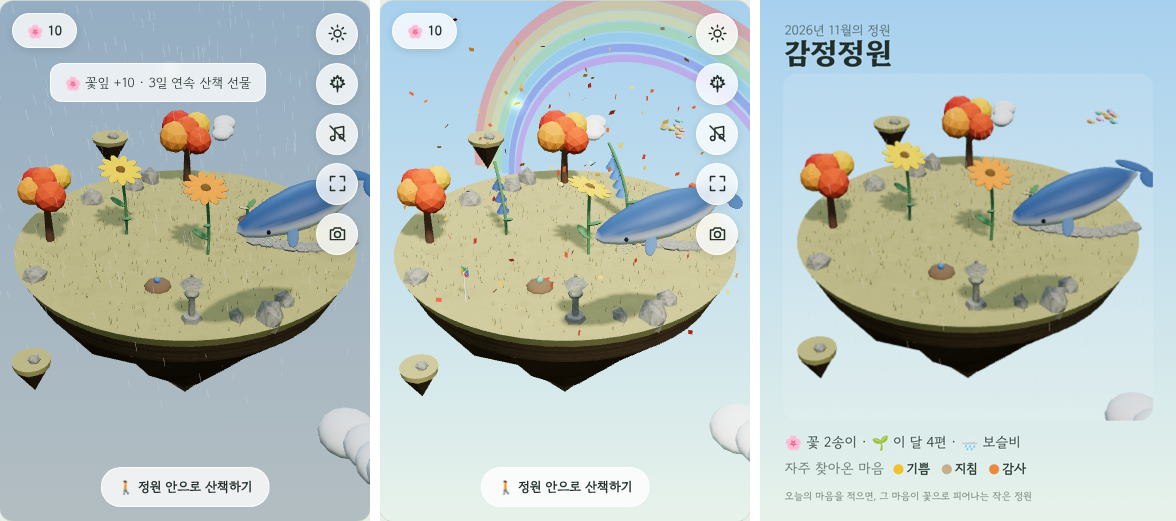 🌸 10
🌸 꽃잎 +10 · 3일 연속 산책 선물
🚶 정원 안으로 산책하기
🌸 10
🚶 정원 안으로 산책하기
2026년 11월의 정원
감정정원
🌸 꽃 2송이 · 🌱 이 달 4편 · 🌧️ 보슬비
자주 찾아온 마음 기쁨 지침 감사
오늘의 마음을 적으면, 그 마음이 꽃으로 피어나는 작은 정원